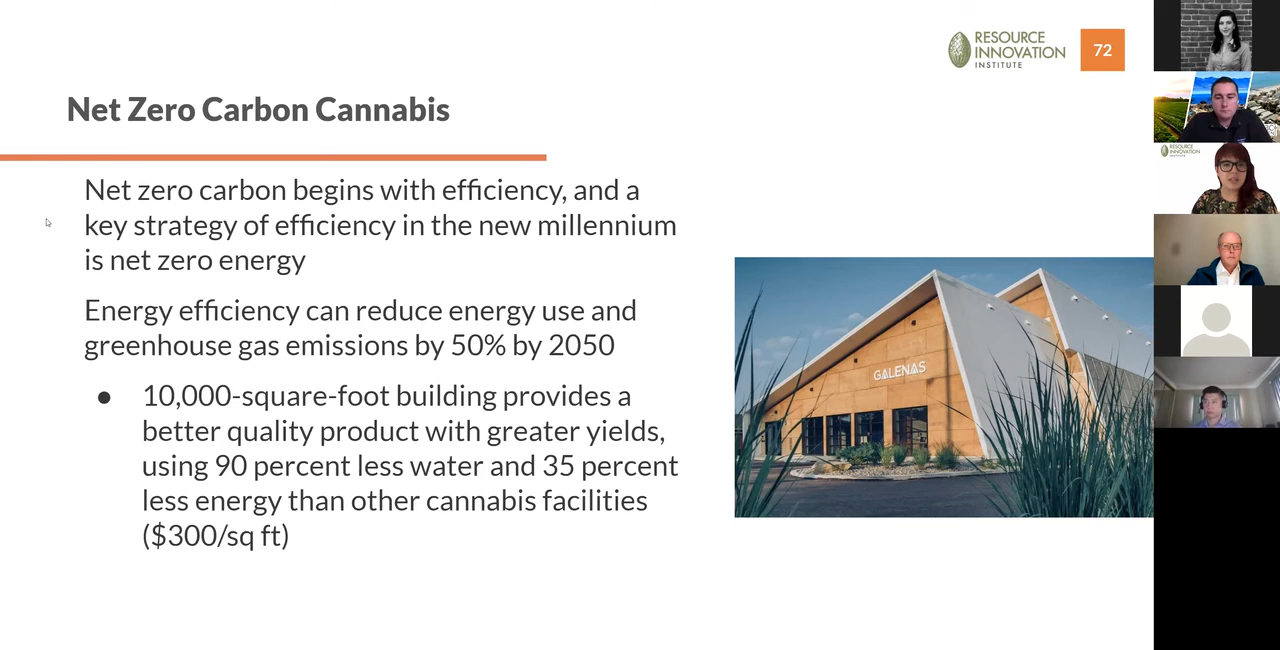 RESOURCE
INNOVATION
INSTITUTE
72
Net Zero Carbon Cannabis
Net zero carbon begins with efficiency, and a
key strategy of efficiency in the new millennium
is net zero energy
Energy efficiency can reduce energy use and
greenhouse gas emissions by 50% by 2050
● 10,000-square-foot building provides a
better quality product with greater yields,
using 90 percent less water and 35 percent
less energy than other cannabis facilities
($300/sq ft)
GALENAS
RESOURCE
INNOVATION
INSTITUTE